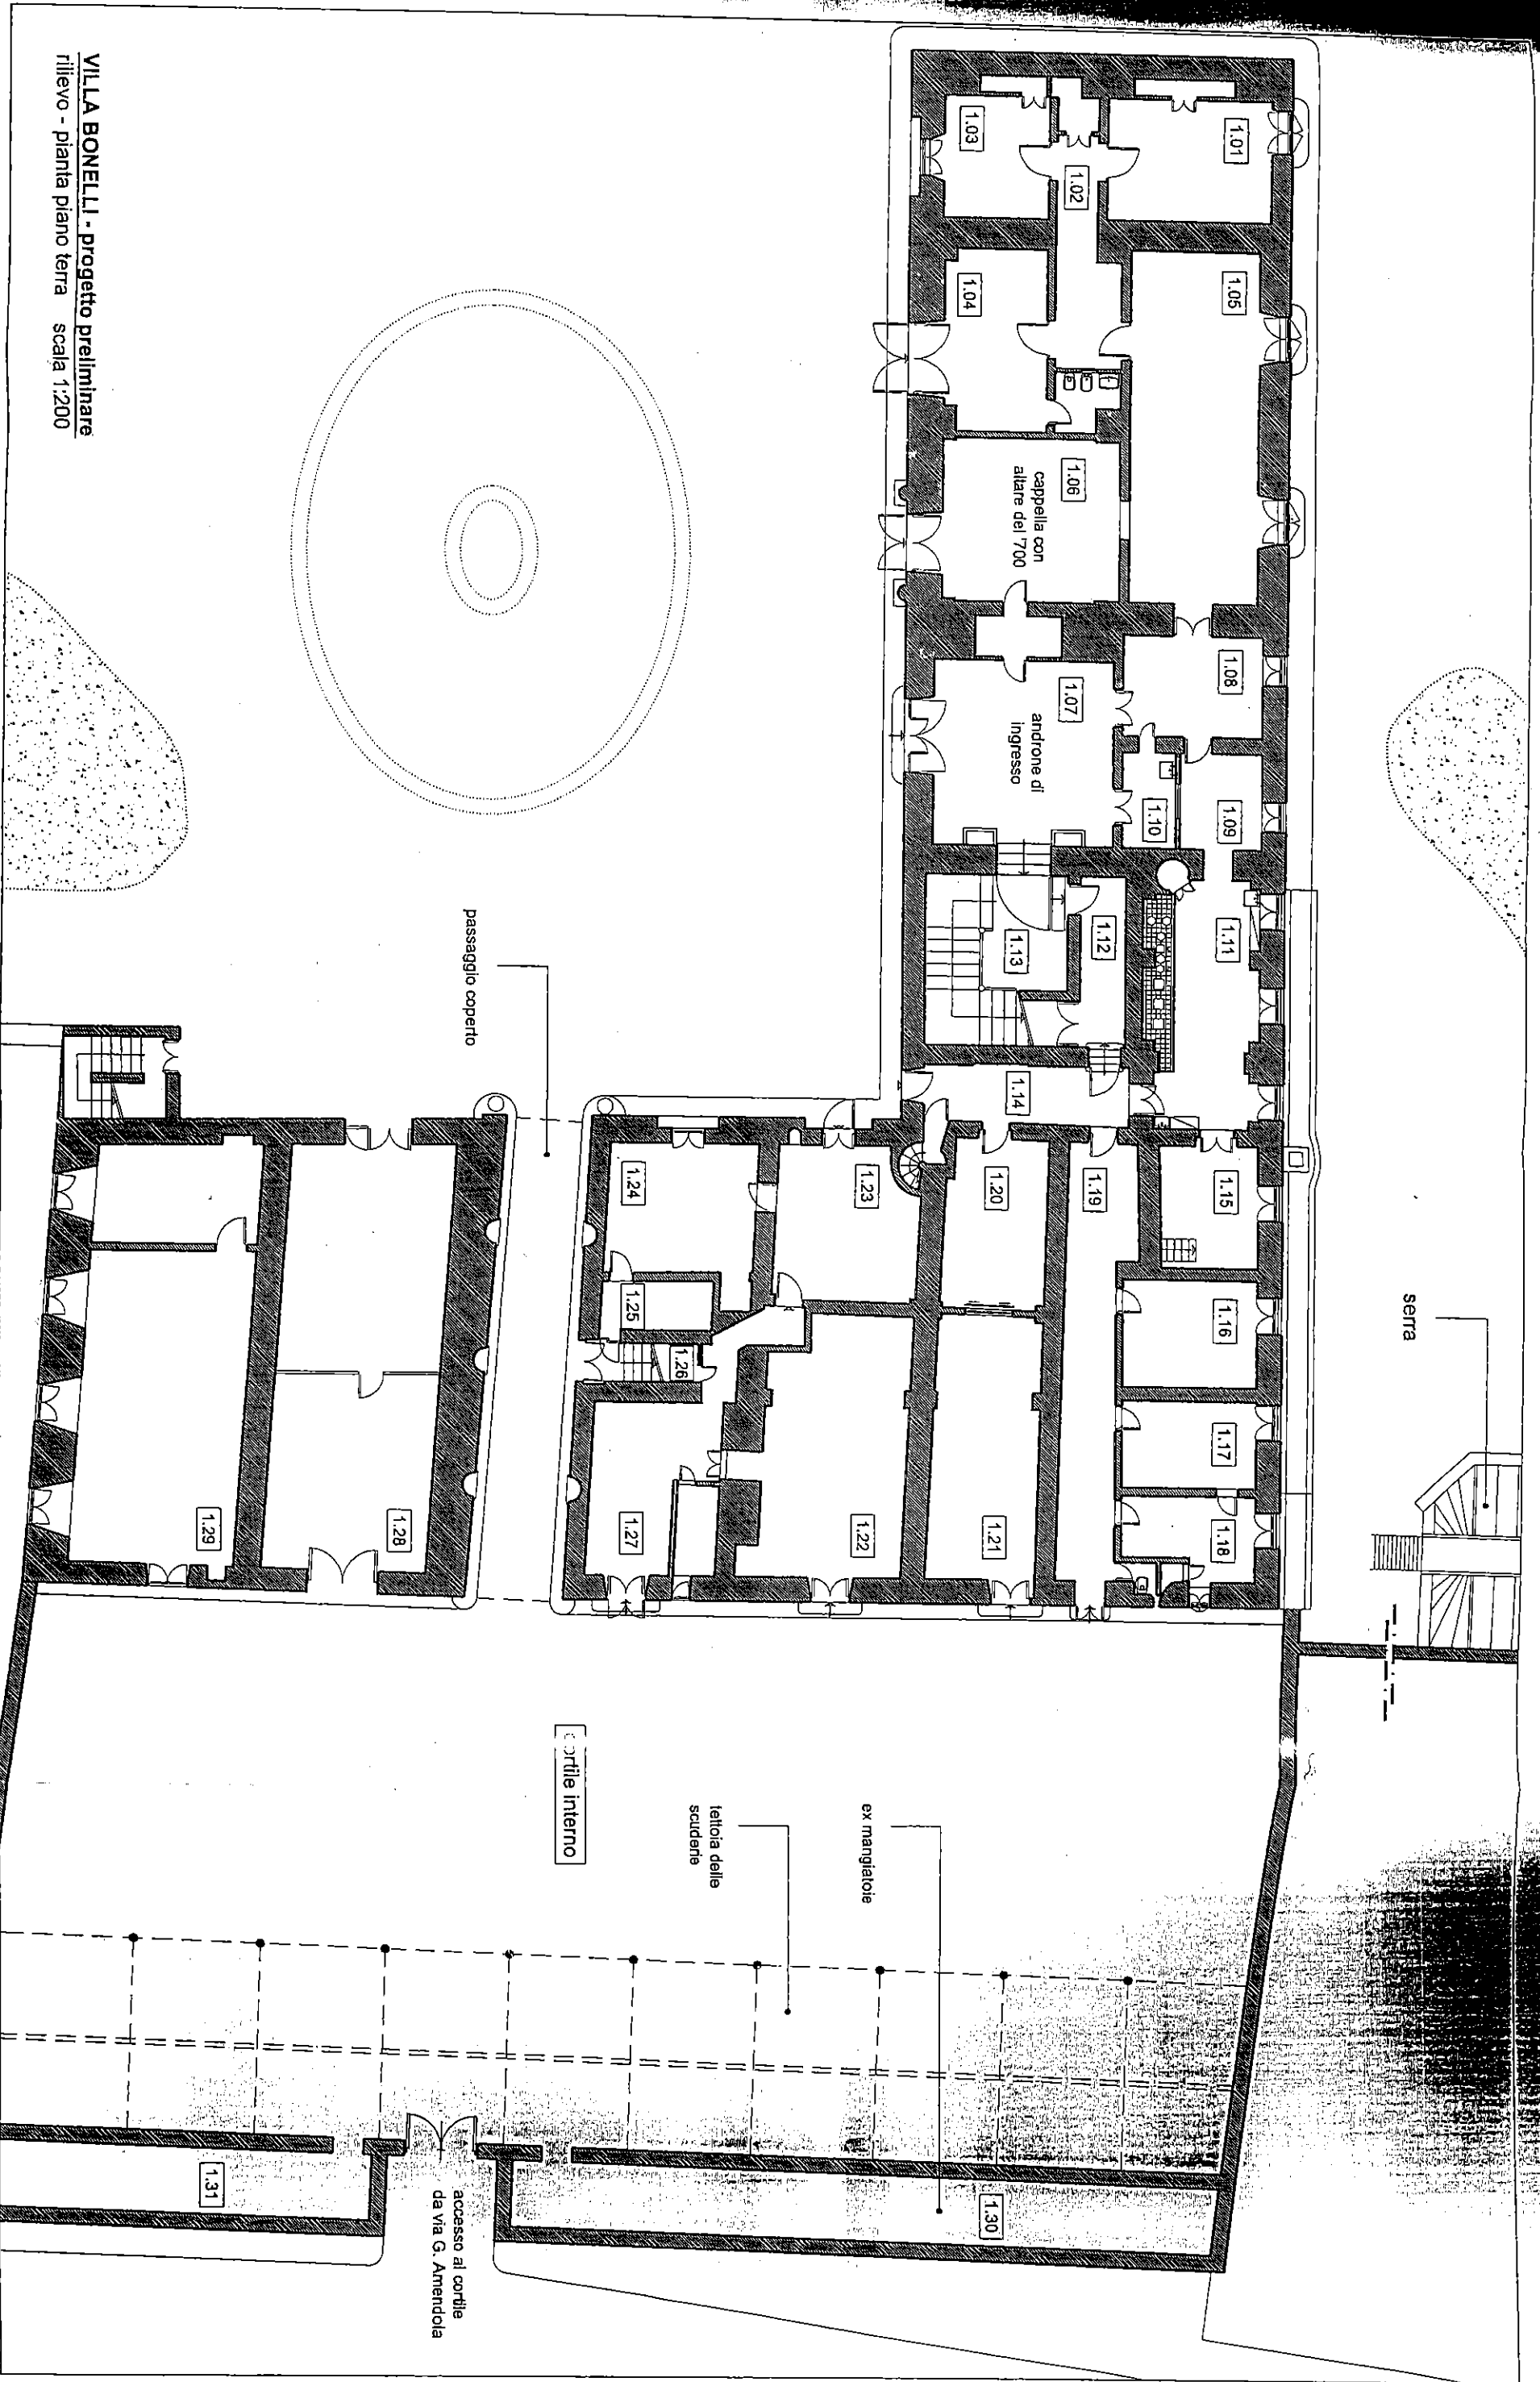 VILLA BONELLI - progetto preliminare
rilievo - pianta piano terra scala 1:200
1.01
1.02
1.03
1.04
1.05
1.06
cappella con
altare del '700
1.07
androne di
ingresso
1.08
1.09
1.10
1.11
1.12
1.13
1.14
1.15
1.16
1.17
1.18
1.19
1.20
1.21
1.22
1.23
1.24
1.25
1.26
1.27
1.28
1.29
passaggio coperto
serra
cortile interno
tettoia delle
scuderie
ex mangiatoie
1.30
1.31
accesso al cortile
da via G. Amendola